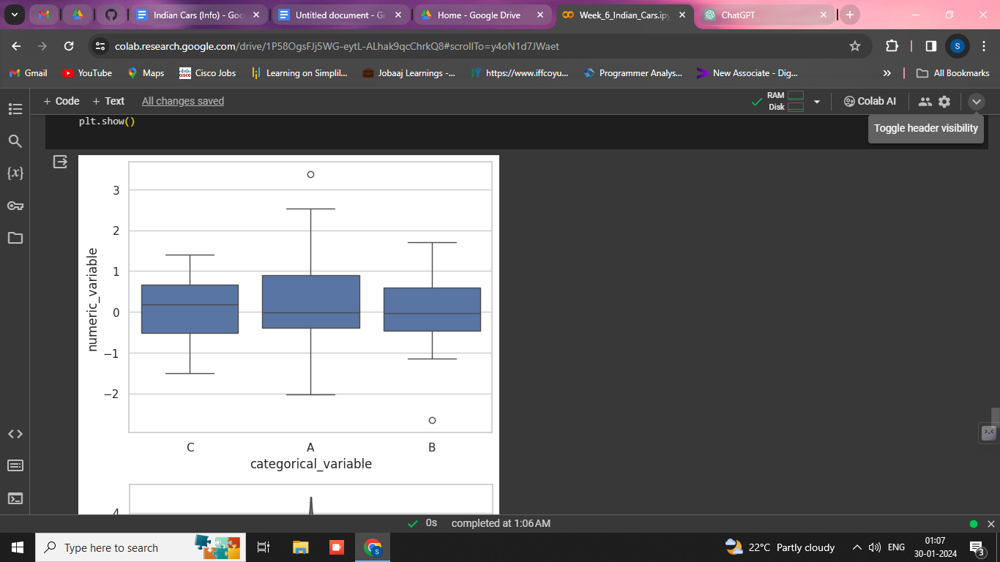 Indian Cars (Info) - Goo
Untitled document - Go
Home - Google Drive
Week_6_Indian_Cars.ipy
ChatGPT
colab.research.google.com/drive/1P58OgsFJj5WG-eytL-ALhak9qcChrkQ8#scrollTo=y4oN1d7JWaet
S
Gmail
YouTube
Maps
Cisco Jobs
Learning on Simplil...
Jobaaj Learnings -...
https://www.iffcoyu...
Programmer Analys...
New Associate - Dig...
»
All Bookmarks
+ Code + Text All changes saved
RAM
Disk
Colab AI
Toggle header visibility
plt.show()
{x}
3
2
1
0
−1
−2
numeric_variable
C A B
categorical_variable
4
0s completed at 1:06 AM
Type here to search
22°C Partly cloudy
ENG
01:07
30-01-2024
3